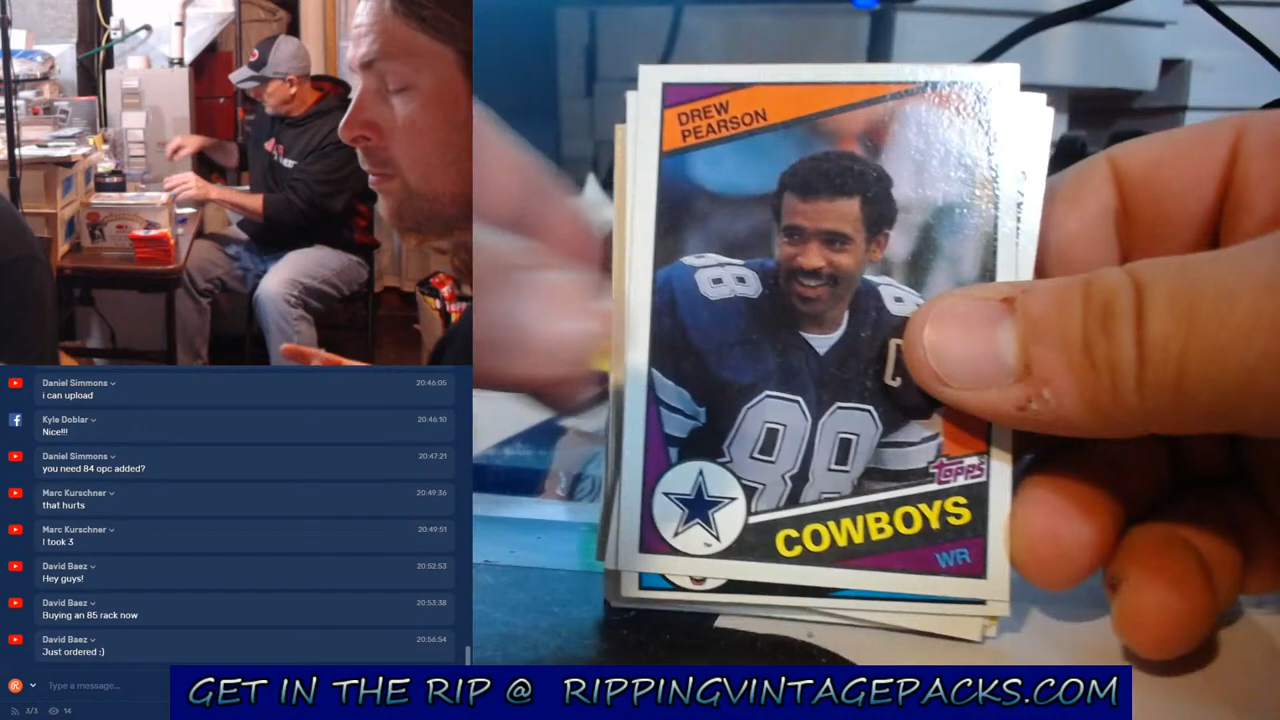 DREW
PEARSON
88
88
C
88
TOPPS
COWBOYS
WR
Daniel Simmons
20:46:05
i can upload
Kyle Doblar
20:46:10
Nice!!!
Daniel Simmons
20:47:21
you need 84 opc added?
Marc Kurschner
20:49:36
that hurts
Marc Kurschner
20:49:51
I took 3
David Baez
20:52:53
Hey guys!
David Baez
20:53:38
Buying an 85 rack now
David Baez
20:56:54
Just ordered :)
Type a message...
3/3
14
GET IN THE RIP @ RIPPINGVINTAGEPACKS.COM